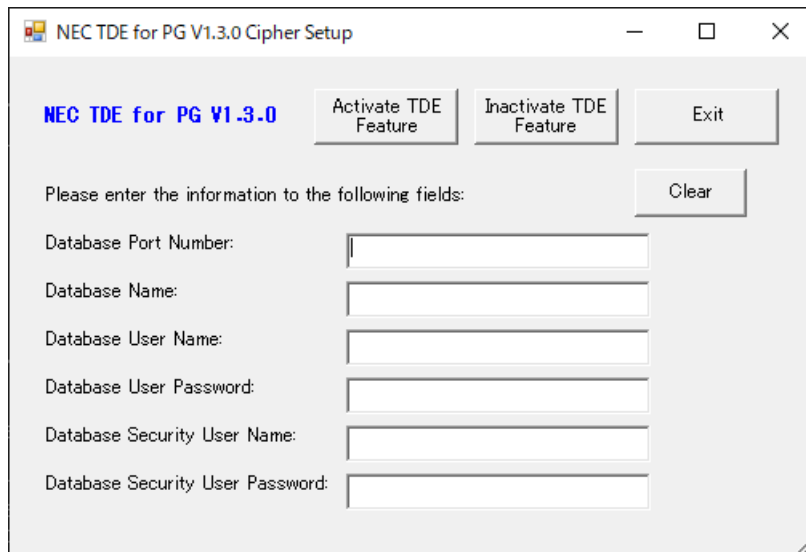 NEC TDE for PG V1.3.0 Cipher Setup
NEC TDE for PG V1.3.0
Activate TDE
Feature
Inactivate TDE
Feature
Exit
Please enter the information to the following fields:
Clear
Database Port Number:
Database Name:
Database User Name:
Database User Password:
Database Security User Name:
Database Security User Password: